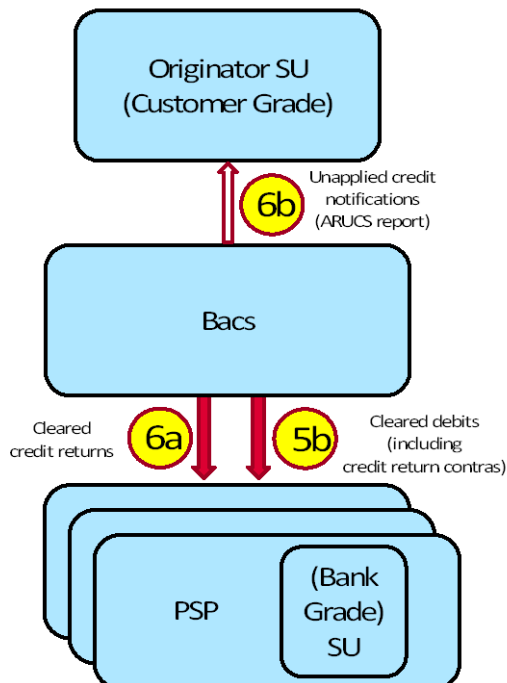 Originator SU
(Customer Grade)
6b
Unapplied credit
notifications
(ARUCS report)
Bacs
Cleared
credit returns
6a
5b
Cleared debits
(including
credit return contras)
PSP
(Bank
Grade)
SU